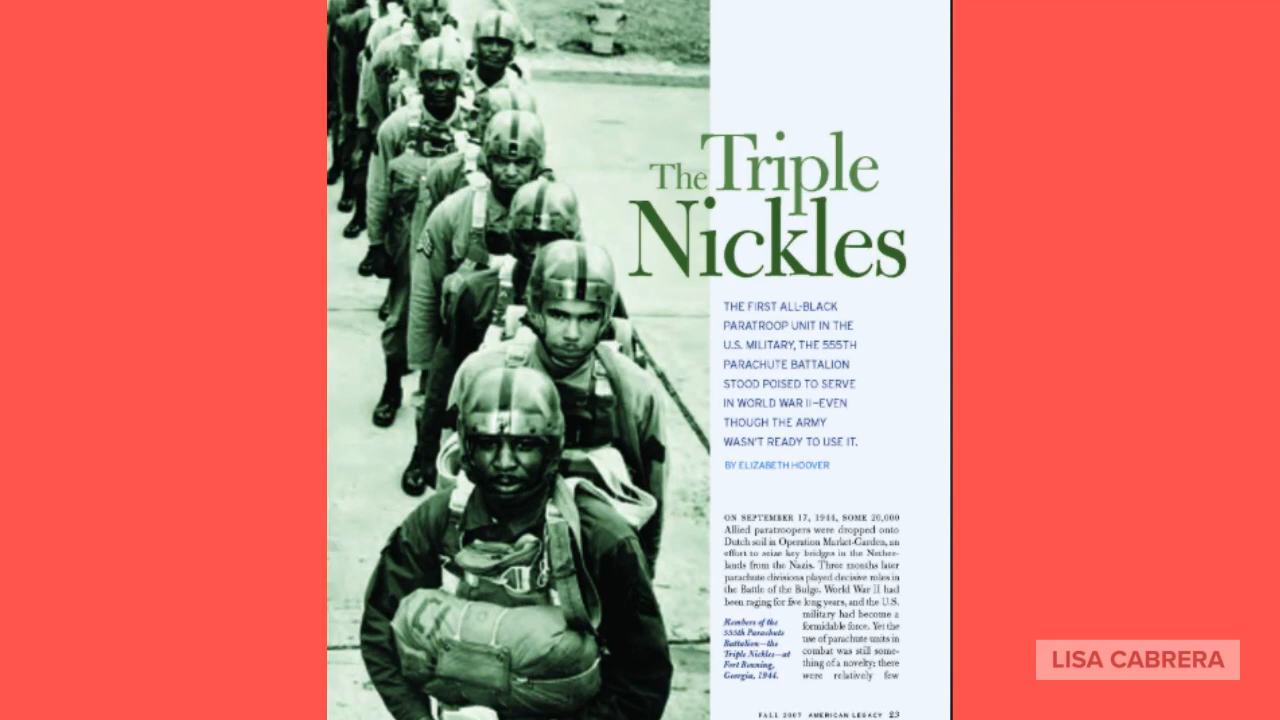 The Triple
Nickles
THE FIRST ALL-BLACK
PARATROOP UNIT IN THE
U.S. MILITARY, THE 555TH
PARACHUTE BATTALION
STOOD POISED TO SERVE
IN WORLD WAR II—EVEN
THOUGH THE ARMY
WASN'T READY TO USE IT.
BY ELIZABETH HOOVER
ON SEPTEMBER 17, 1944, SOME 20,000
Allied paratroopers were dropped onto
Dutch soil in Operation Market-Garden, an
effort to seize key bridges in the Nether-
lands from the Nazis. Three months later
parachute divisions played decisive roles in
the Battle of the Bulge. World War II had
been raging for five long years, and the U.S.
military had become a
formidable force. Yet the
use of parachute units in
combat was still some-
thing of a novelty; there
were relatively few
Members of the
555th Parachute
Battalion—the
Triple Nickles—at
Fort Benning,
Georgia, 1944.
FALL 2007 AMERICAN LEGACY 23
LISA CABRERA